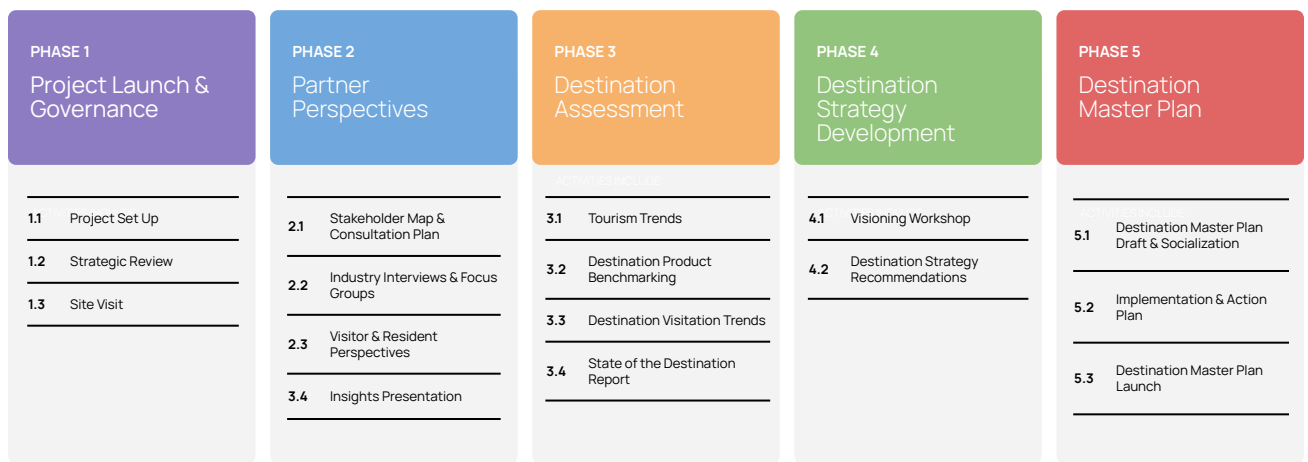 PHASE 1
Project Launch &
Governance
1.1 Project Set Up
1.2 Strategic Review
1.3 Site Visit
PHASE 2
Partner
Perspectives
2.1 Stakeholder Map &
Consultation Plan
2.2 Industry Interviews & Focus
Groups
2.3 Visitor & Resident
Perspectives
3.4 Insights Presentation
PHASE 3
Destination
Assessment
ACTIVITIES INCLUDE
3.1 Tourism Trends
3.2 Destination Product
Benchmarking
3.3 Destination Visitation Trends
3.4 State of the Destination
Report
PHASE 4
Destination
Strategy
Development
4.1 Visioning Workshop
4.2 Destination Strategy
Recommendations
PHASE 5
Destination
Master Plan
ACTIVITIES INCLUDE
5.1 Destination Master Plan
Draft & Socialization
5.2 Implementation & Action
Plan
5.3 Destination Master Plan
Launch